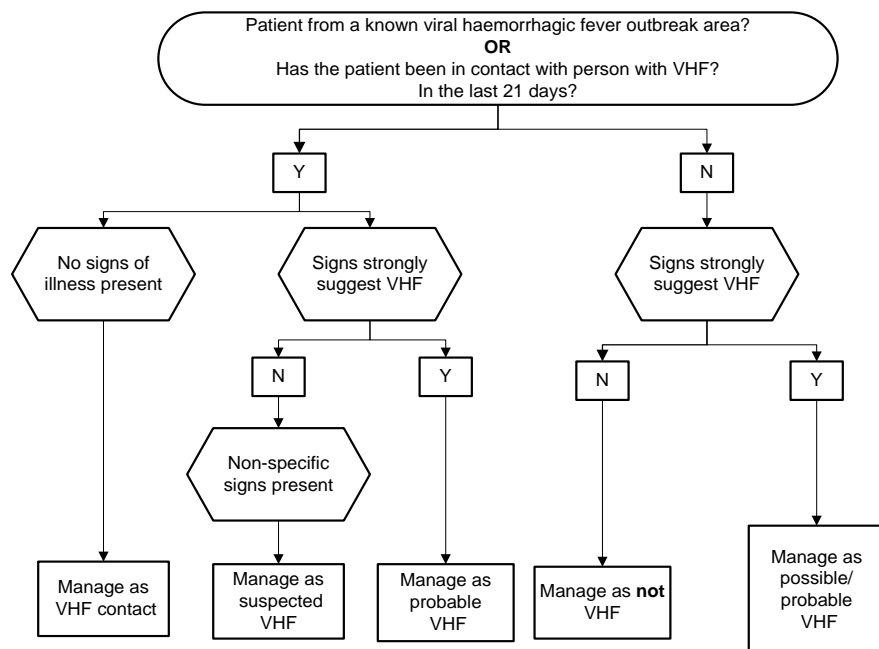 Patient from a known viral haemorrhagic fever outbreak area?
OR
Has the patient been in contact with person with VHF?
In the last 21 days?
Y
N
No signs of
illness present
Signs strongly
suggest VHF
Signs strongly
suggest VHF
N
Y
N
Y
Non-specific
signs present
Manage as
VHF contact
Manage as
suspected
VHF
Manage as
probable
VHF
Manage as not
VHF
Manage as
possible/
probable
VHF